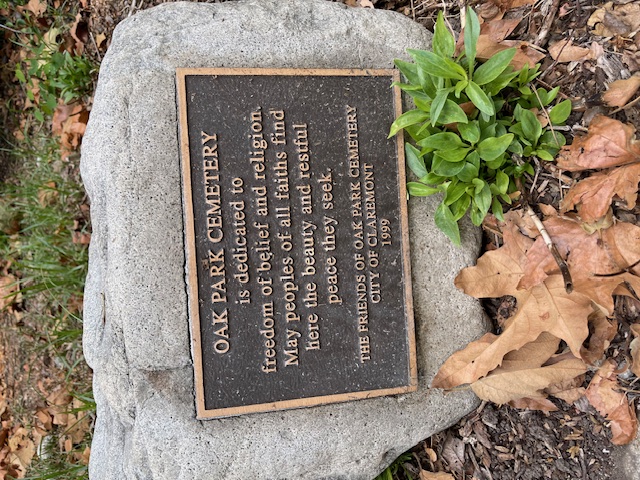 OAK PARK CEMETERY
is dedicated to
freedom of belief and religion.
May peoples of all faiths find
here the beauty and restful
peace they seek.
THE FRIENDS OF OAK PARK CEMETERY
CITY OF CLAREMONT
1999